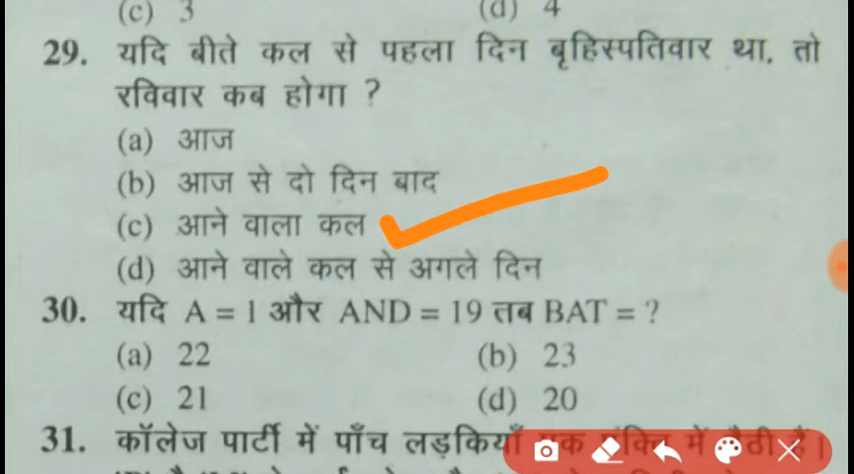 (c) 3 (d) 4
29. यदि बीते कल से पहला दिन बृहिस्पतिवार था, तो
रविवार कब होगा ?
(a) आज
(b) आज से दो दिन बाद
(c) आने वाला कल
(d) आने वाले कल से अगले दिन
30. यदि A = 1 और AND = 19 तब BAT = ?
(a) 22 (b) 23
(c) 21 (d) 20
31. कॉलेज पार्टी में पाँच लड़कियाँ एक पंक्ति में बैठी हैं।